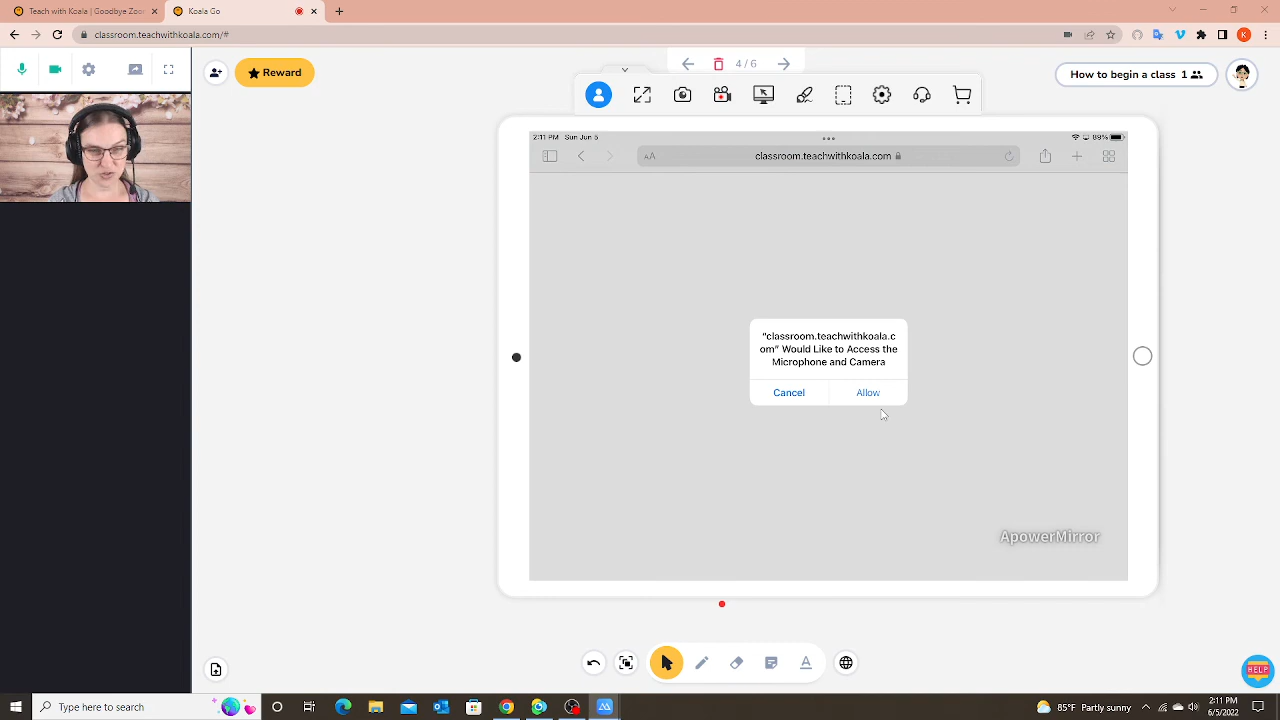 Teach with Koala | Goodbye Zoo
Koala Go
classroom.teachwithkoala.com/#
K
Reward
4/6
How to begin a class 1
2:11 PM Sun Jun 5
89%
AA
classroom.teachwithkoala.com
"classroom.teachwithkoala.c
om" Would Like to Access the
Microphone and Camera
Cancel
Allow
ApowerMirror
A
HELP
Type here to search
85°F Partly sunny
2:11 PM
6/5/2022